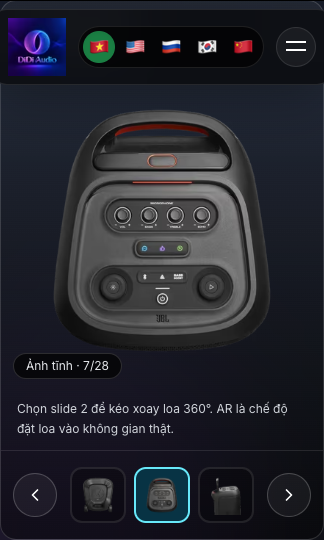 DiDi Audio
Ảnh tĩnh · 7/28
Chọn slide 2 để kéo xoay loa 360°. AR là chế độ
đặt loa vào không gian thật.
JBL